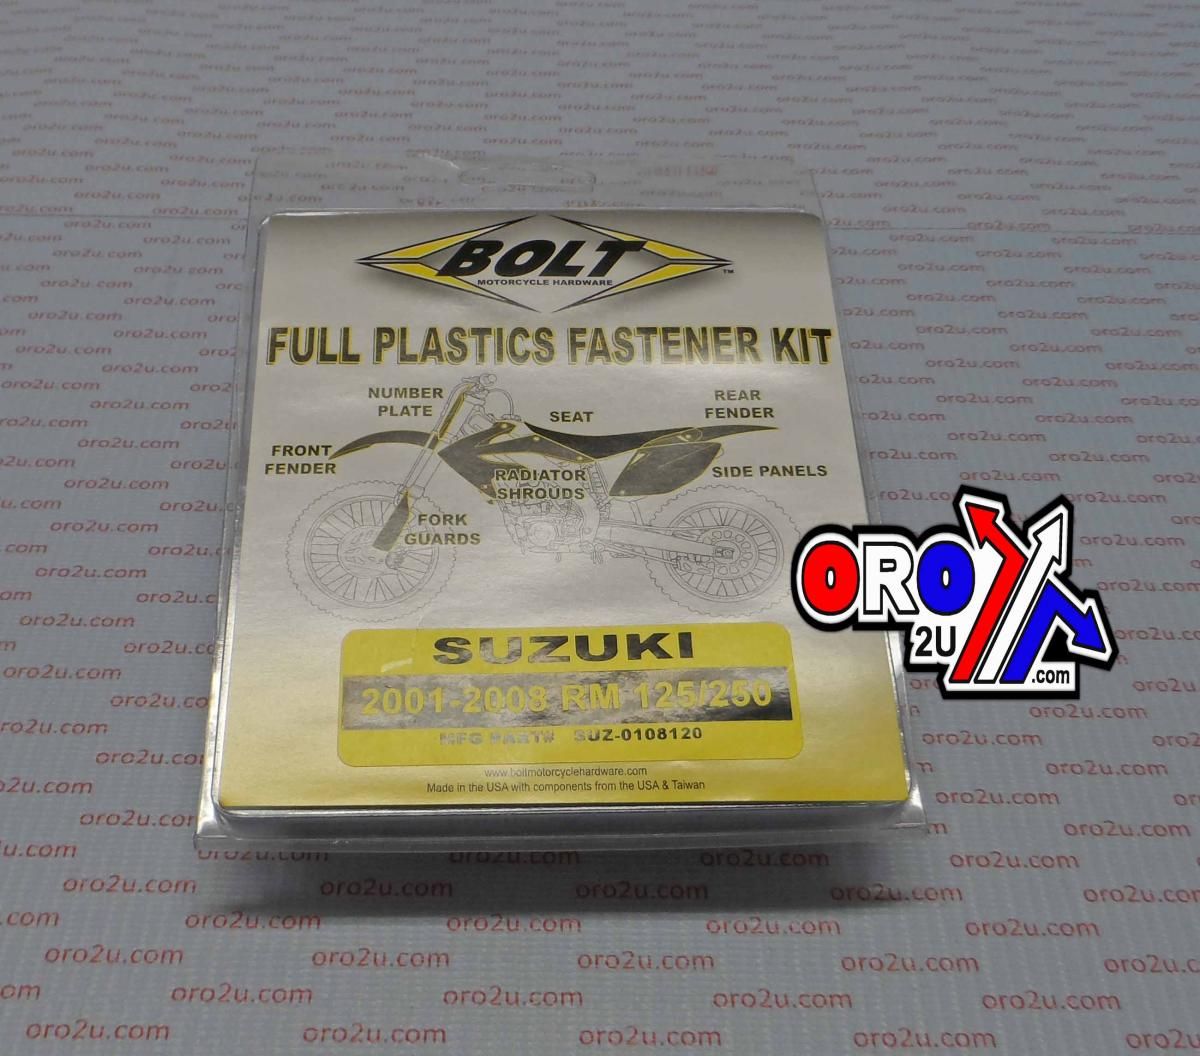 BOLT
MOTORCYCLE HARDWARE
TM
FULL PLASTICS FASTENER KIT
NUMBER
PLATE
SEAT
REAR
FENDER
FRONT
FENDER
RADIATOR
SHROUDS
SIDE PANELS
FORK
GUARDS
SUZUKI
2001-2008 RM 125/250
MFG PART# SUZ-0108120
www.boltmotorcyclehardware.com
Made in the USA with components from the USA & Taiwan
ORO
2U
.com
oro2u.com